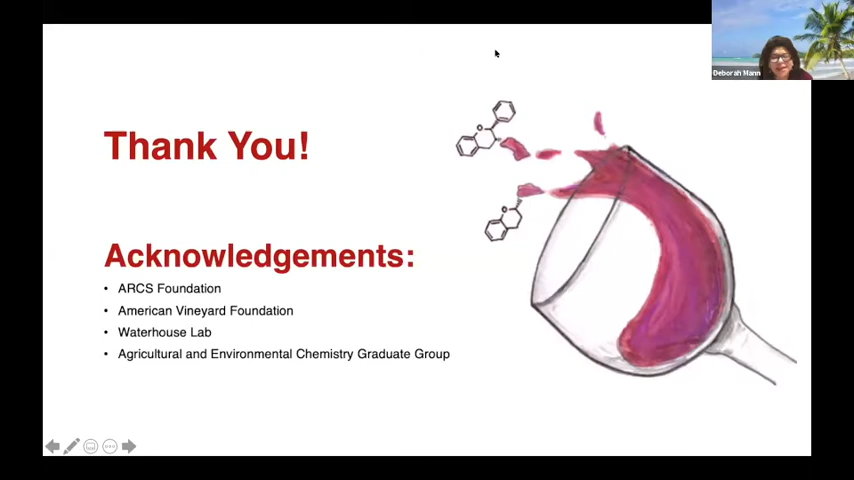 Deborah Mann
Thank You!
Acknowledgements:
• ARCS Foundation
• American Vineyard Foundation
• Waterhouse Lab
• Agricultural and Environmental Chemistry Graduate Group
O
O